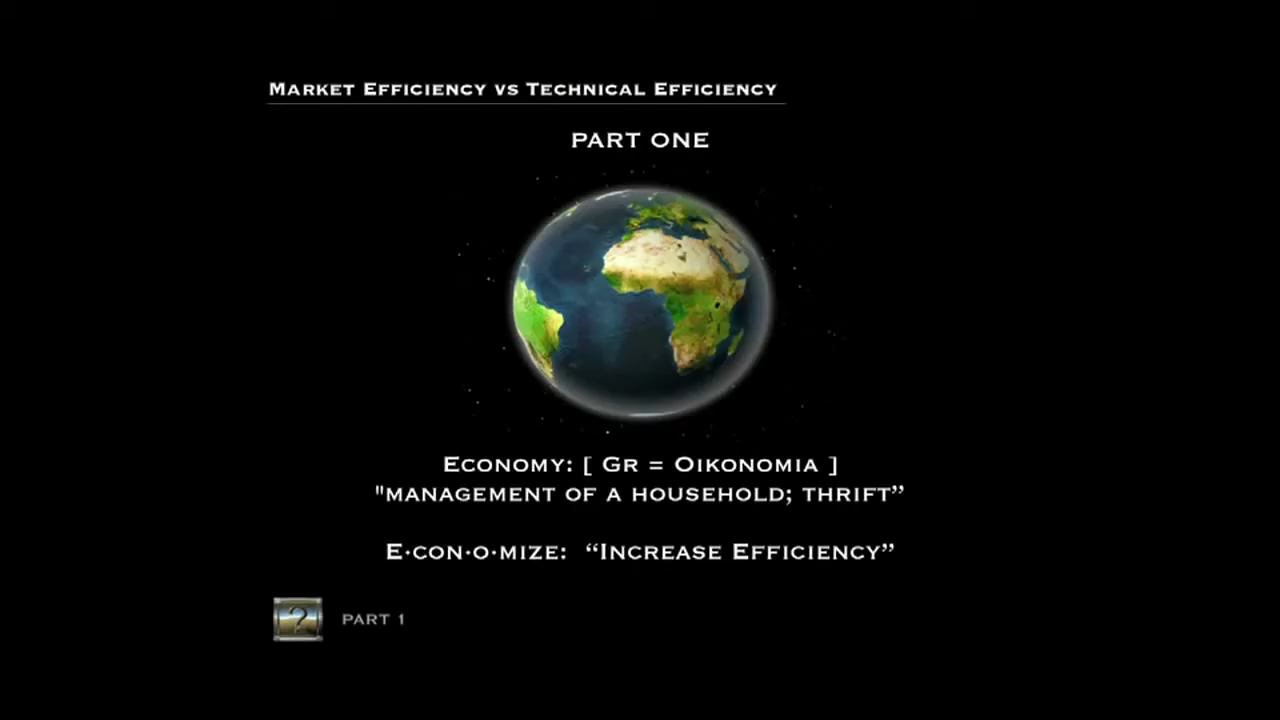 MARKET EFFICIENCY VS TECHNICAL EFFICIENCY
PART ONE
ECONOMY: [ GR = OIKONOMIA ]
"MANAGEMENT OF A HOUSEHOLD; THRIFT”
E·CON·O·MIZE: “INCREASE EFFICIENCY”
?
PART 1